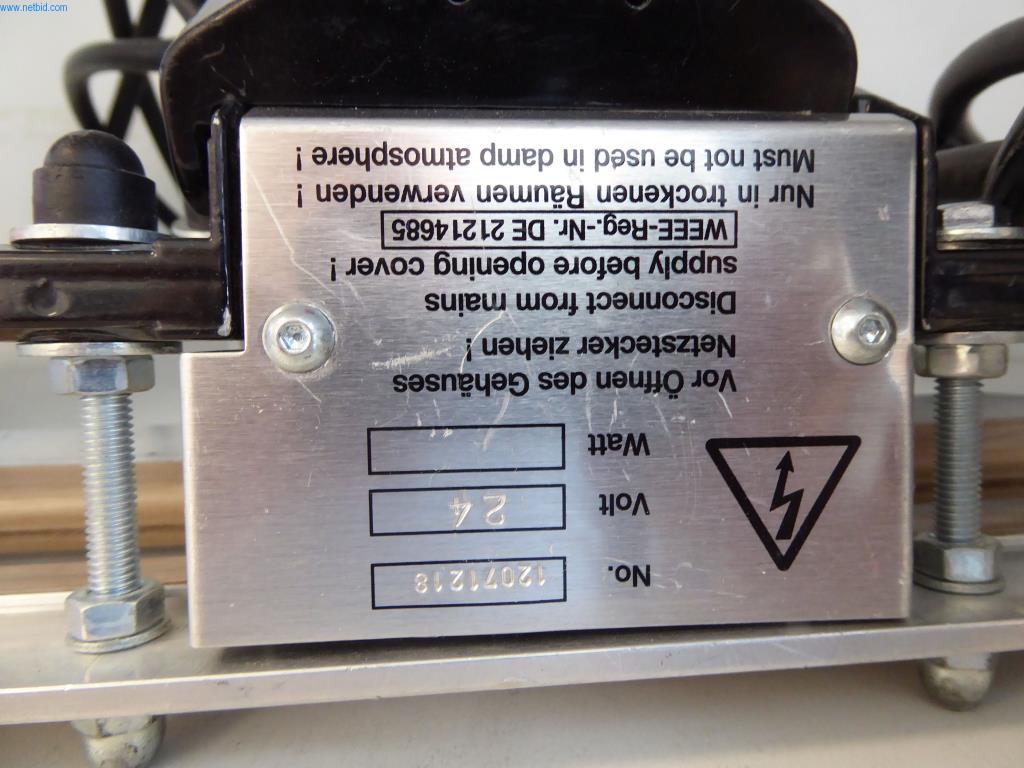 www.netbid.com
No. 12071218
Volt 24
Watt
Vor Öffnen des Gehäuses
Netzstecker ziehen !
Disconnect from mains
supply before opening cover !
WEEE-Reg.-Nr. DE 21214685
Nur in trockenen Räumen verwenden !
Must not be used in damp atmosphere !